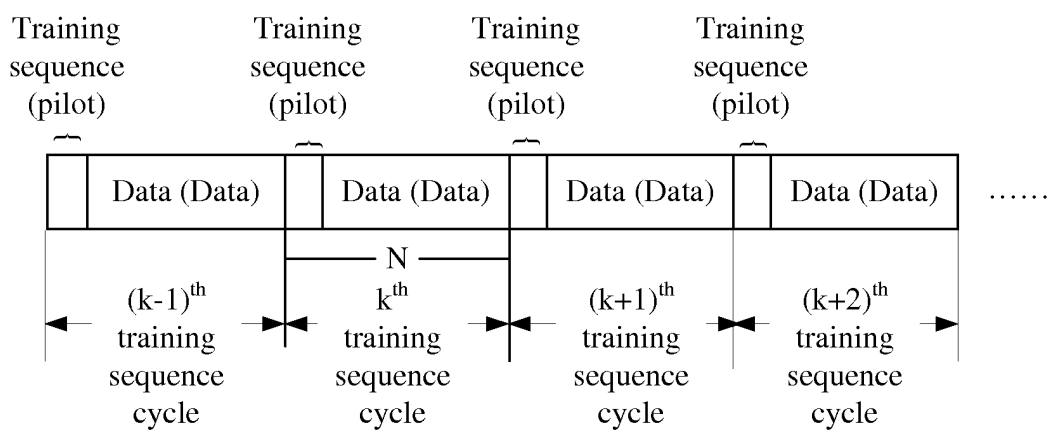 Training
sequence
(pilot)
Training
sequence
(pilot)
Training
sequence
(pilot)
Training
sequence
(pilot)
Data (Data)
Data (Data)
Data (Data)
Data (Data)
......
N
(k-1)th
training
sequence
cycle
kth
training
sequence
cycle
(k+1)th
training
sequence
cycle
(k+2)th
training
sequence
cycle